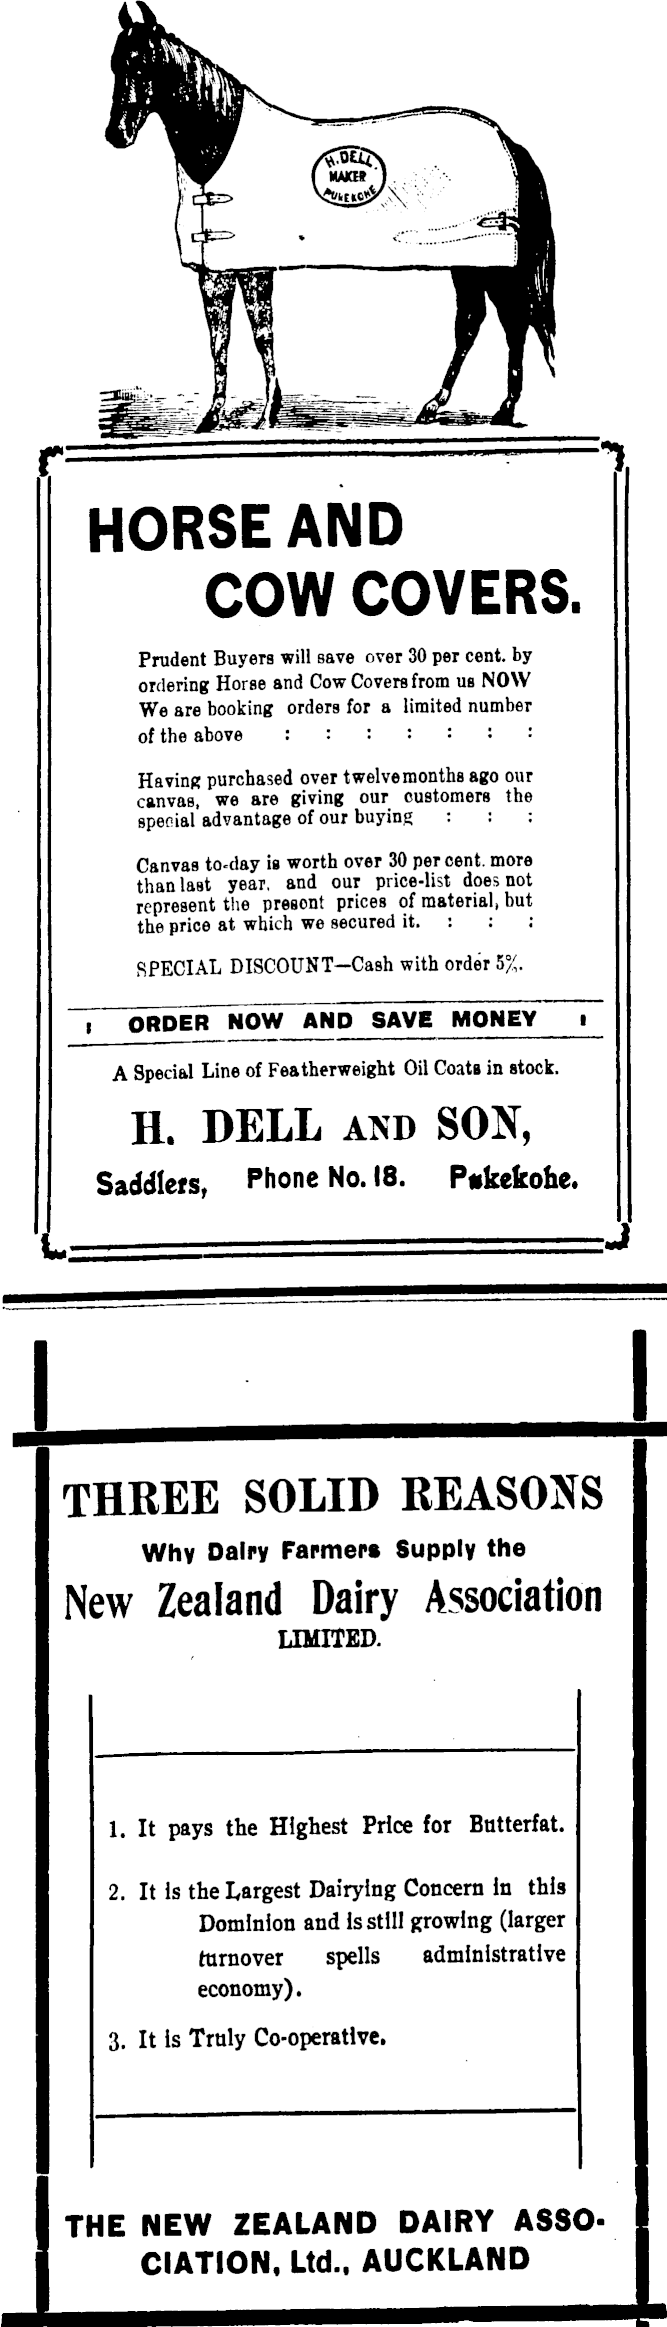 H. DELL.
MAKER
PUKEKOHE
HORSE AND
COW COVERS.
Prudent Buyers will save over 30 per cent. by
ordering Horse and Cow Covers from us NOW
We are booking orders for a limited number
of the above : : : : : : :
Having purchased over twelve months ago our
canvas, we are giving our customers the
special advantage of our buying : : :
Canvas to-day is worth over 30 per cent. more
than last year, and our price-list does not
represent the present prices of material, but
the price at which we secured it. : : :
SPECIAL DISCOUNT—Cash with order 5%.
: ORDER NOW AND SAVE MONEY :
A Special Line of Featherweight Oil Coats in stock.
H. DELL AND SON,
Saddlers, Phone No. 18. Pukekohe.
THREE SOLID REASONS
Why Dairy Farmers Supply the
New Zealand Dairy Association
LIMITED.
1. It pays the Highest Price for Butterfat.
2. It is the Largest Dairying Concern in this
Dominion and is still growing (larger
turnover spells administrative
economy).
3. It is Truly Co-operative.
THE NEW ZEALAND DAIRY ASSO-
CIATION, Ltd., AUCKLAND